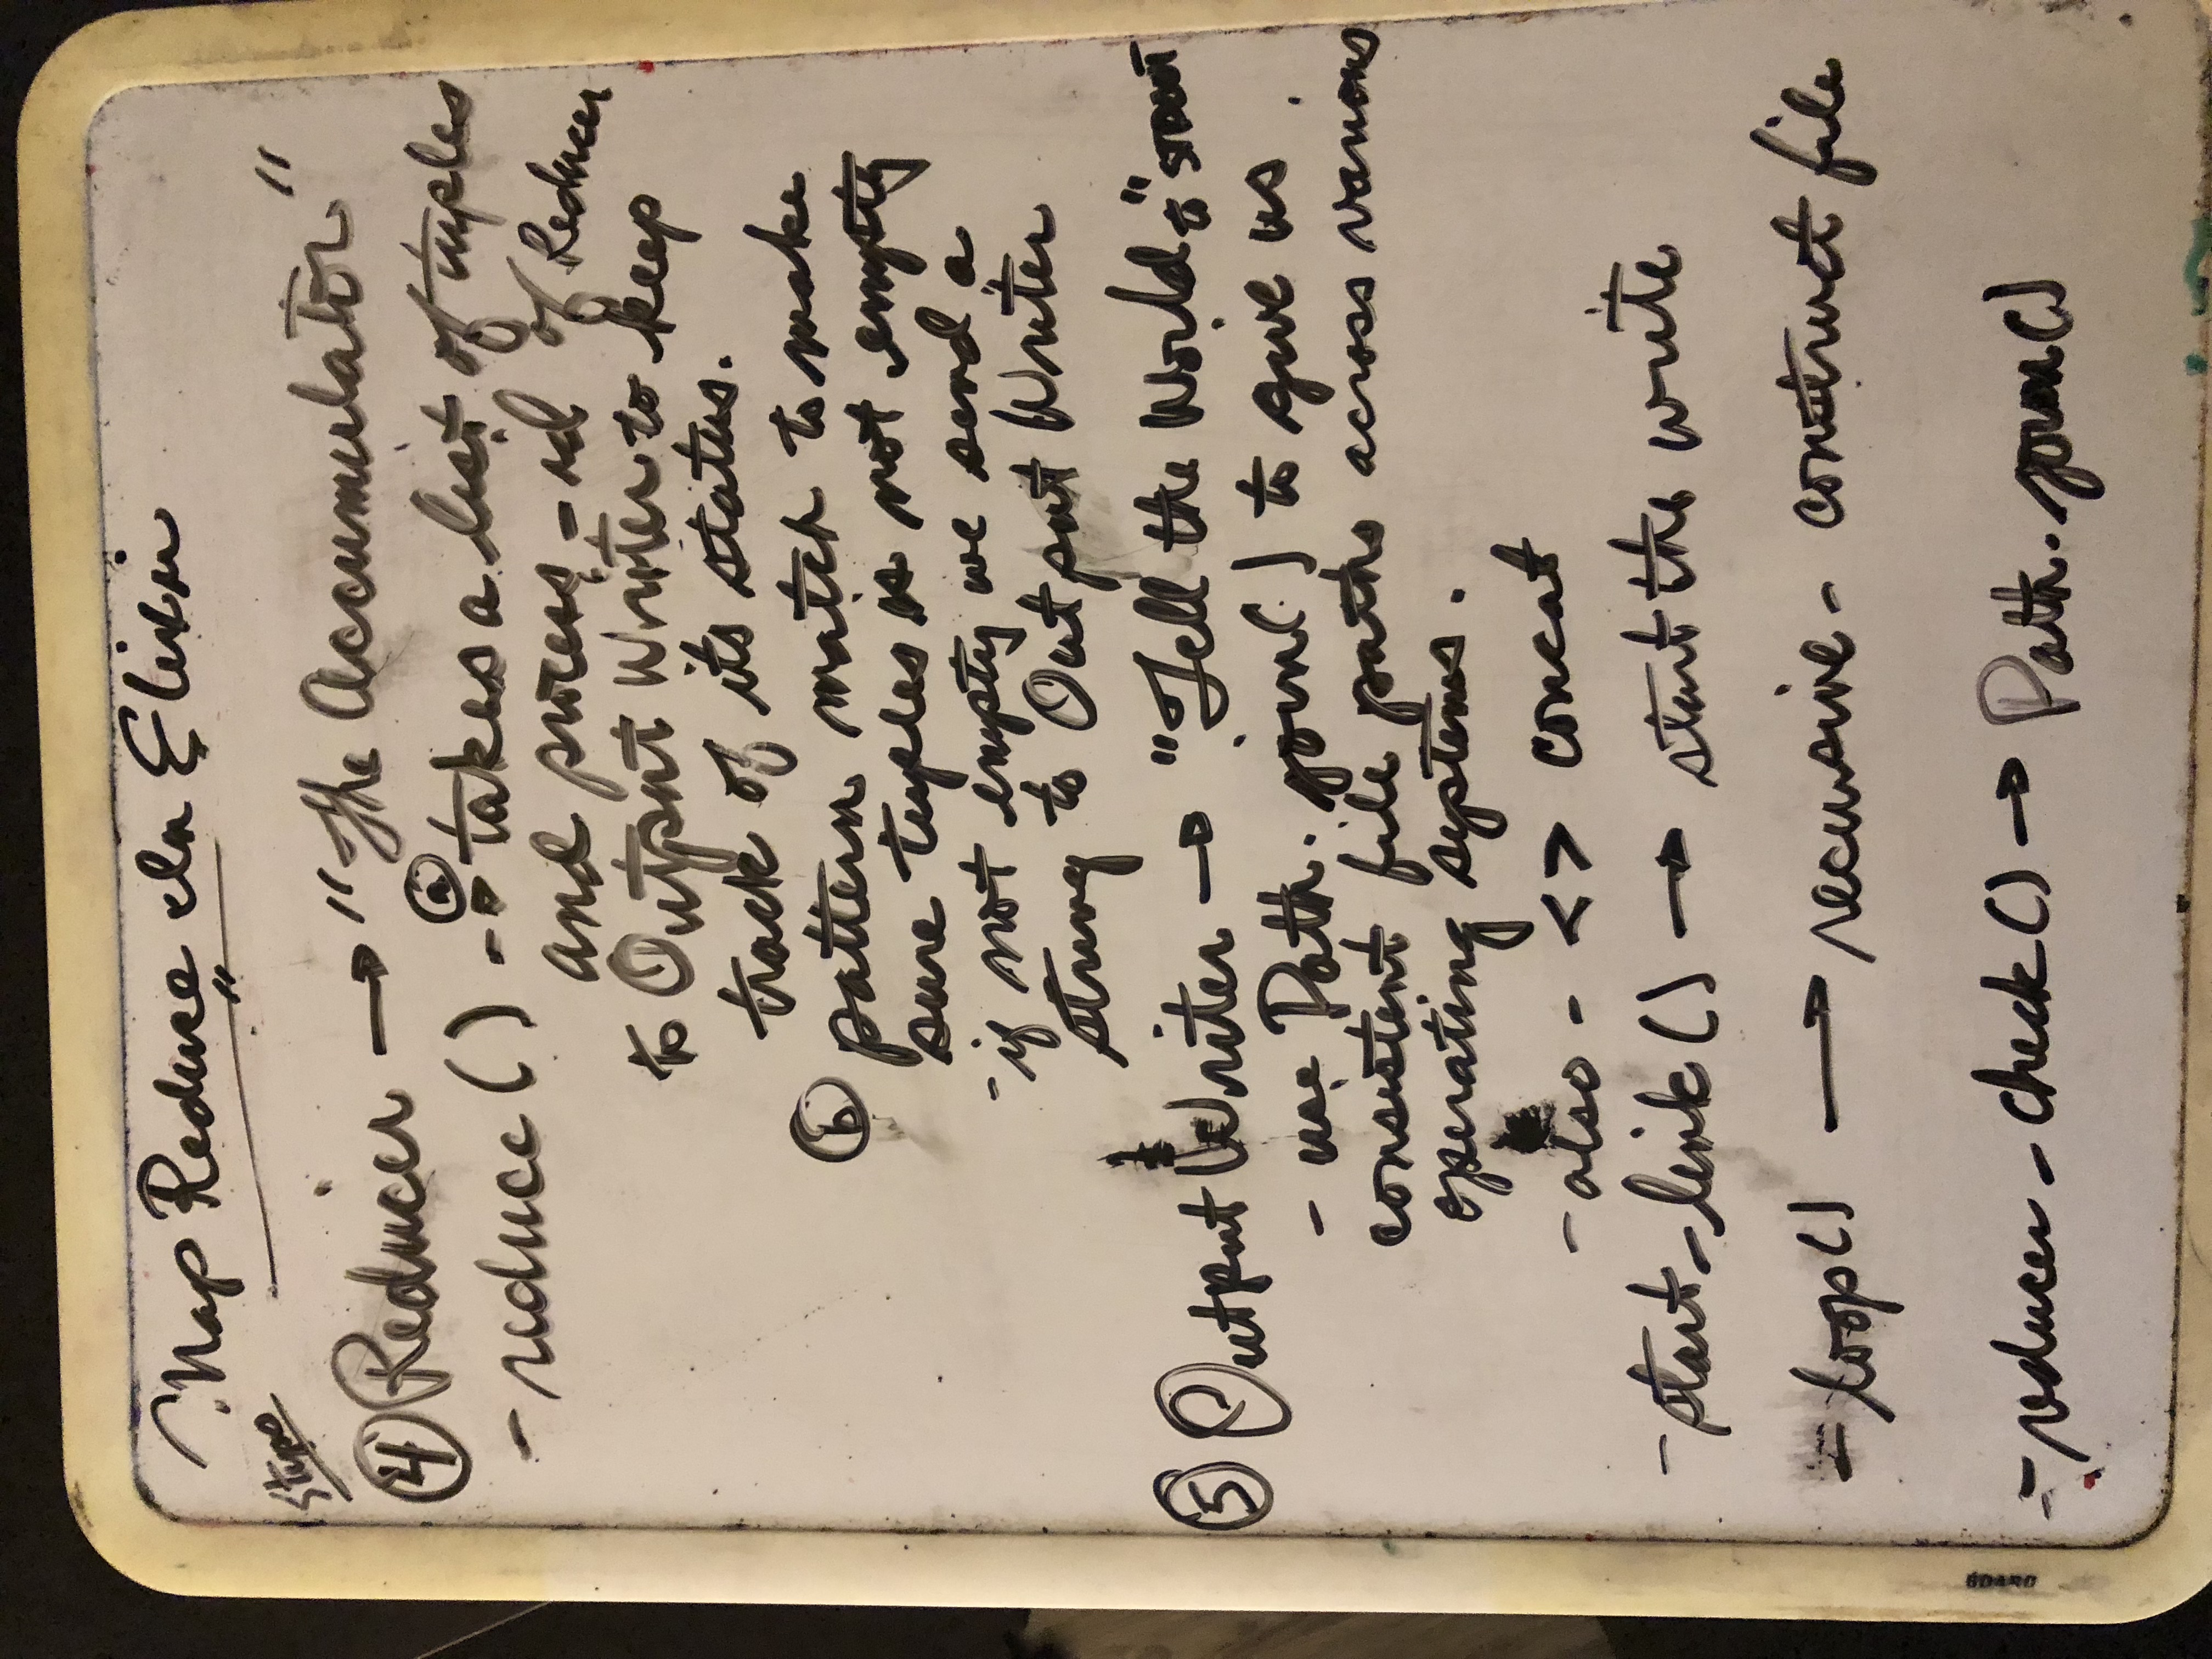 Map Reduce In Elixir
"
Steps
④ Reducer → "The Accumulator"
- reduce() -→ ⓐ takes a list of tuples
and process_id of Reducer
to Output Writer to keep
track of its status.
ⓑ pattern match to make
sure tuples is not empty
- if not empty we send a
string to Output Writer
⑤ Output Writer → "Tell the World" to STDOUT
- use Path.join() to give us
consistent file paths across various
operating systems.
- also - <> concat
- start_link() → start the write
- loop() → recursive - construct file
- reducer_check() → Path.join()